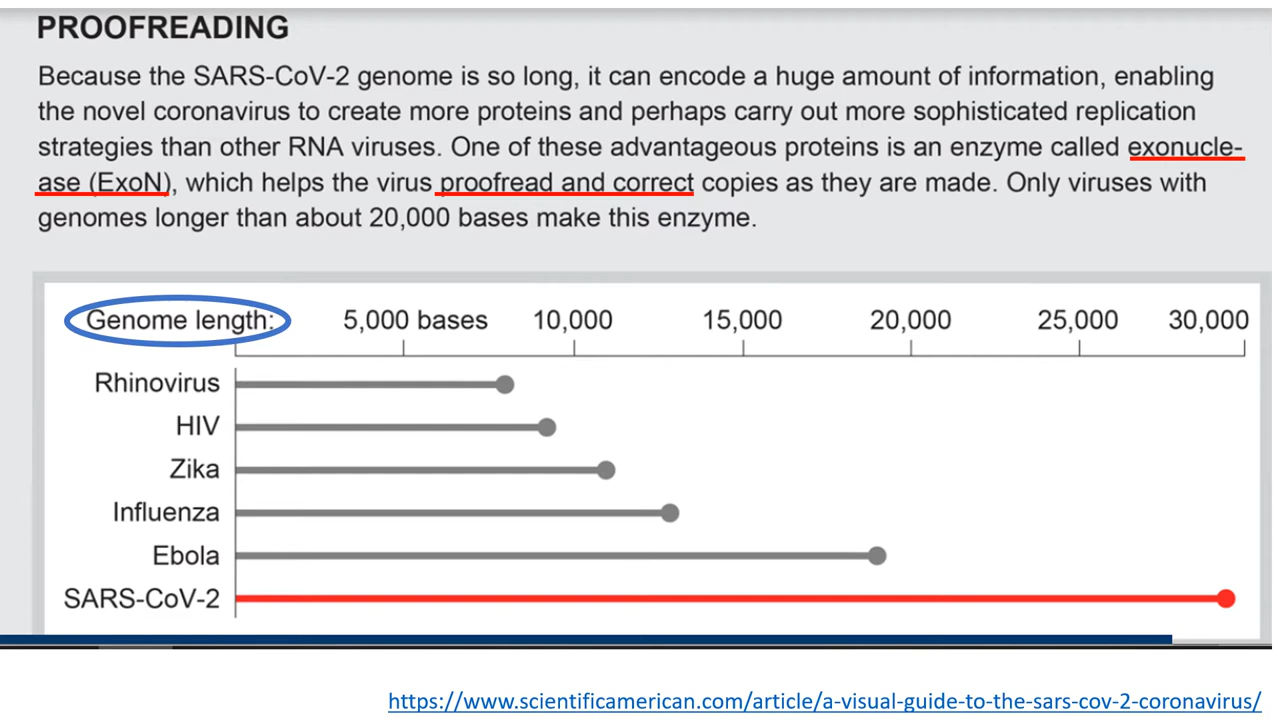 PROOFREADING
Because the SARS-CoV-2 genome is so long, it can encode a huge amount of information, enabling
the novel coronavirus to create more proteins and perhaps carry out more sophisticated replication
strategies than other RNA viruses. One of these advantageous proteins is an enzyme called exonucle-
ase (ExoN), which helps the virus proofread and correct copies as they are made. Only viruses with
genomes longer than about 20,000 bases make this enzyme.
Genome length: 5,000 bases 10,000 15,000 20,000 25,000 30,000
Rhinovirus
HIV
Zika
Influenza
Ebola
SARS-CoV-2
https://www.scientificamerican.com/article/a-visual-guide-to-the-sars-cov-2-coronavirus/